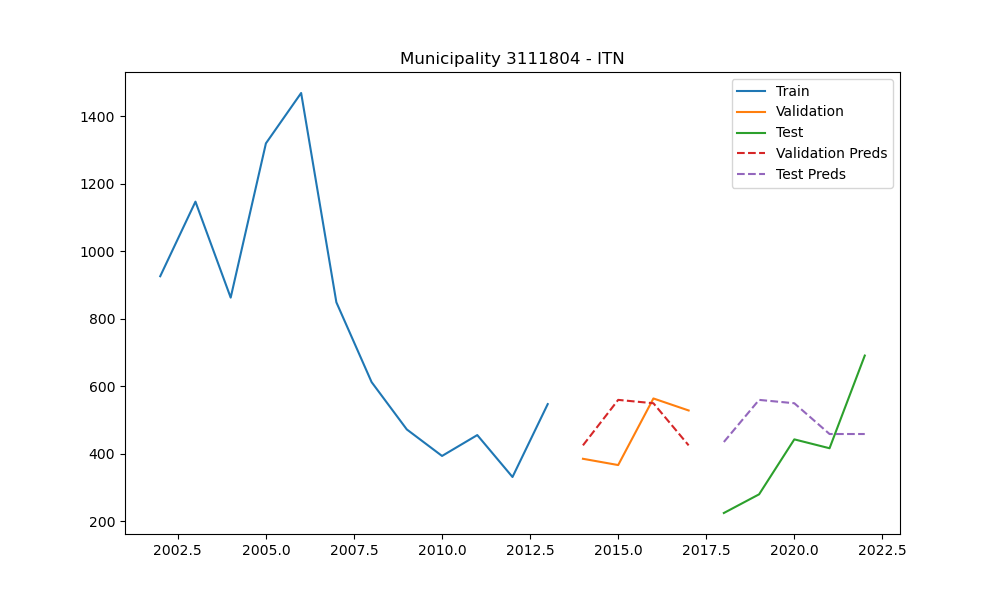 Municipality 3111804 - ITN
Train
Validation
Test
Validation Preds
Test Preds
1400
1200
1000
800
600
400
200
2002.5 2005.0 2007.5 2010.0 2012.5 2015.0 2017.5 2020.0 2022.5